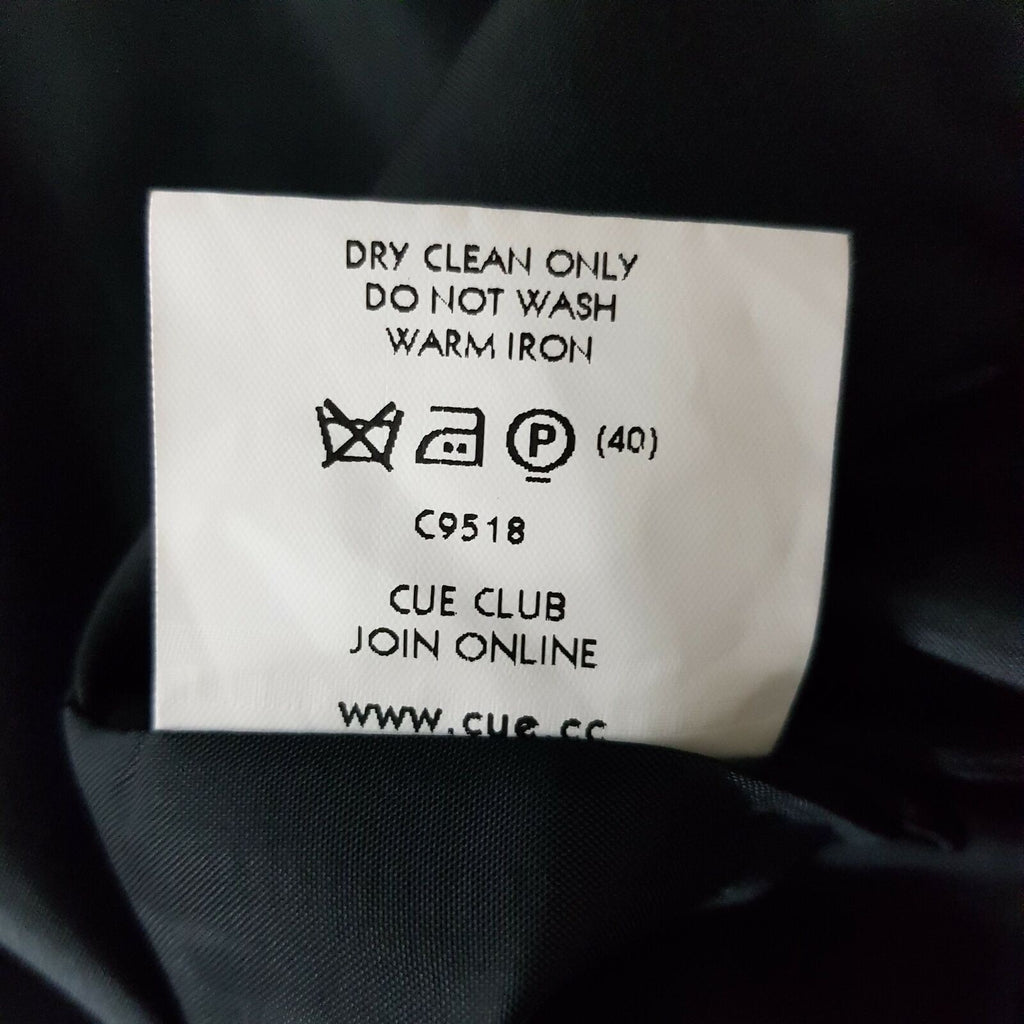 DRY CLEAN ONLY
DO NOT WASH
WARM IRON
P (40)
C9518
CUE CLUB
JOIN ONLINE
www.cue.cc